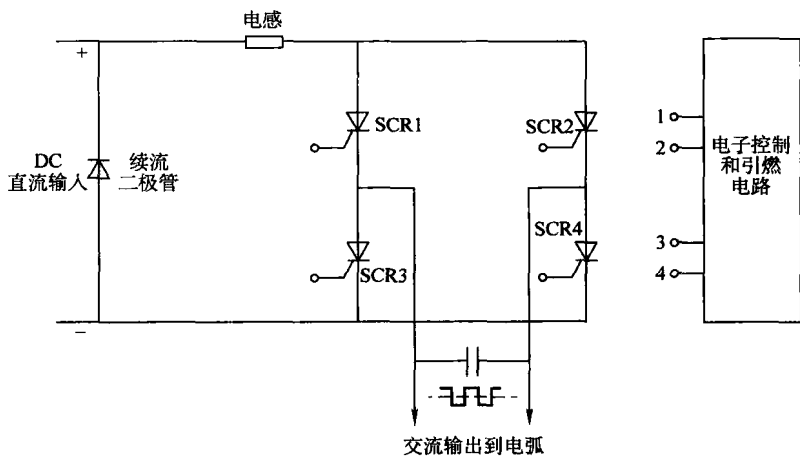 电感
+
SCR1
SCR2
1
2
电子控制
和引燃
电路
DC
直流输入
续流
二极管
SCR4
SCR3
3
4
−
交流输出到电弧